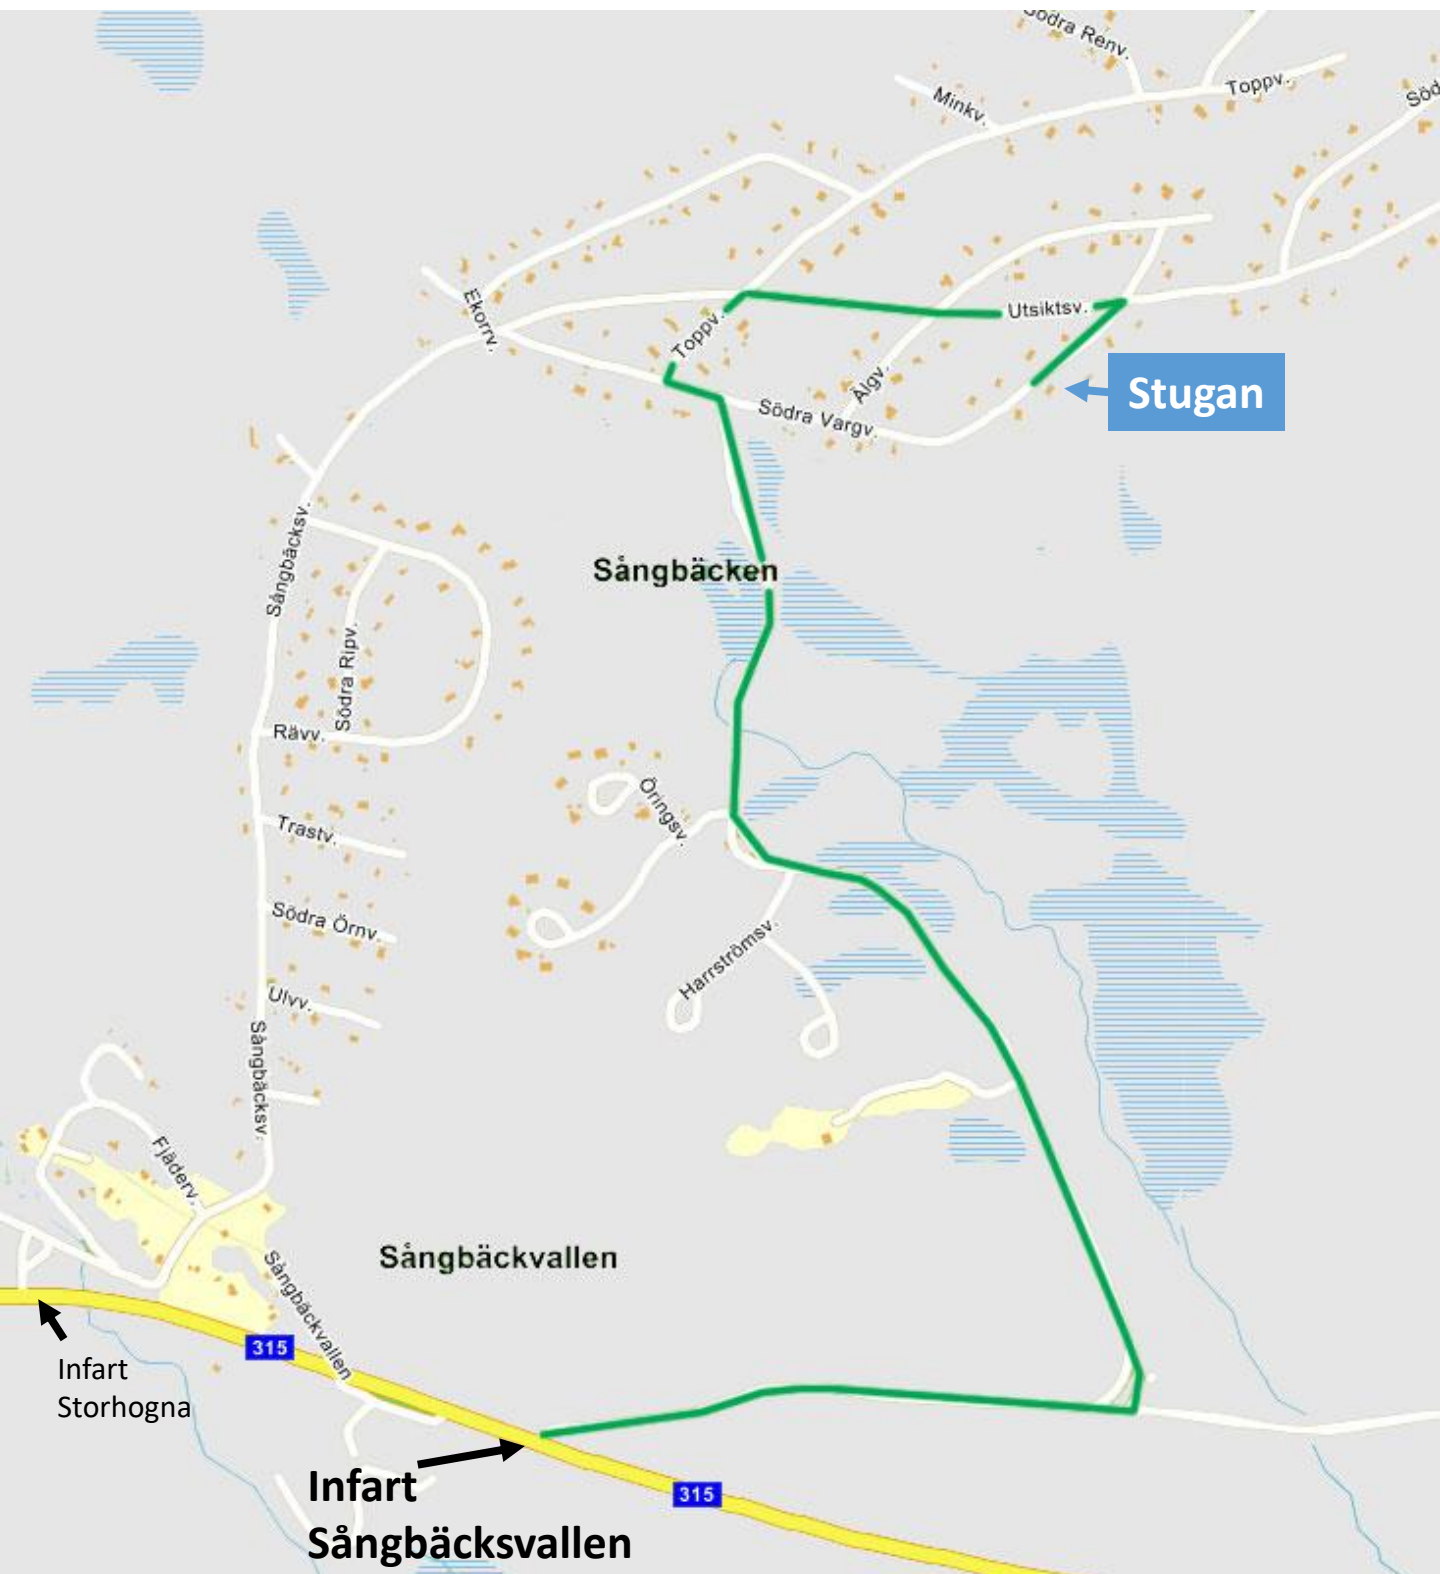 Södra Renv.
Toppv.
Söd
Minkv.
Ekorrv.
Utsiktsv.
Toppv.
Stugan
Älgv.
Södra Vargv.
Sångbäcksv.
Sångbäcken
Södra Ripv.
Rävv.
Öringsv.
Trastv.
Södra Örnv.
Harrströmsv.
Ulvv.
Sångbäcksv.
Fjäderv.
Sångbäckvallen
Sångbäckvallen
315
Infart
Storhogna
315
Infart
Sångbäcksvallen